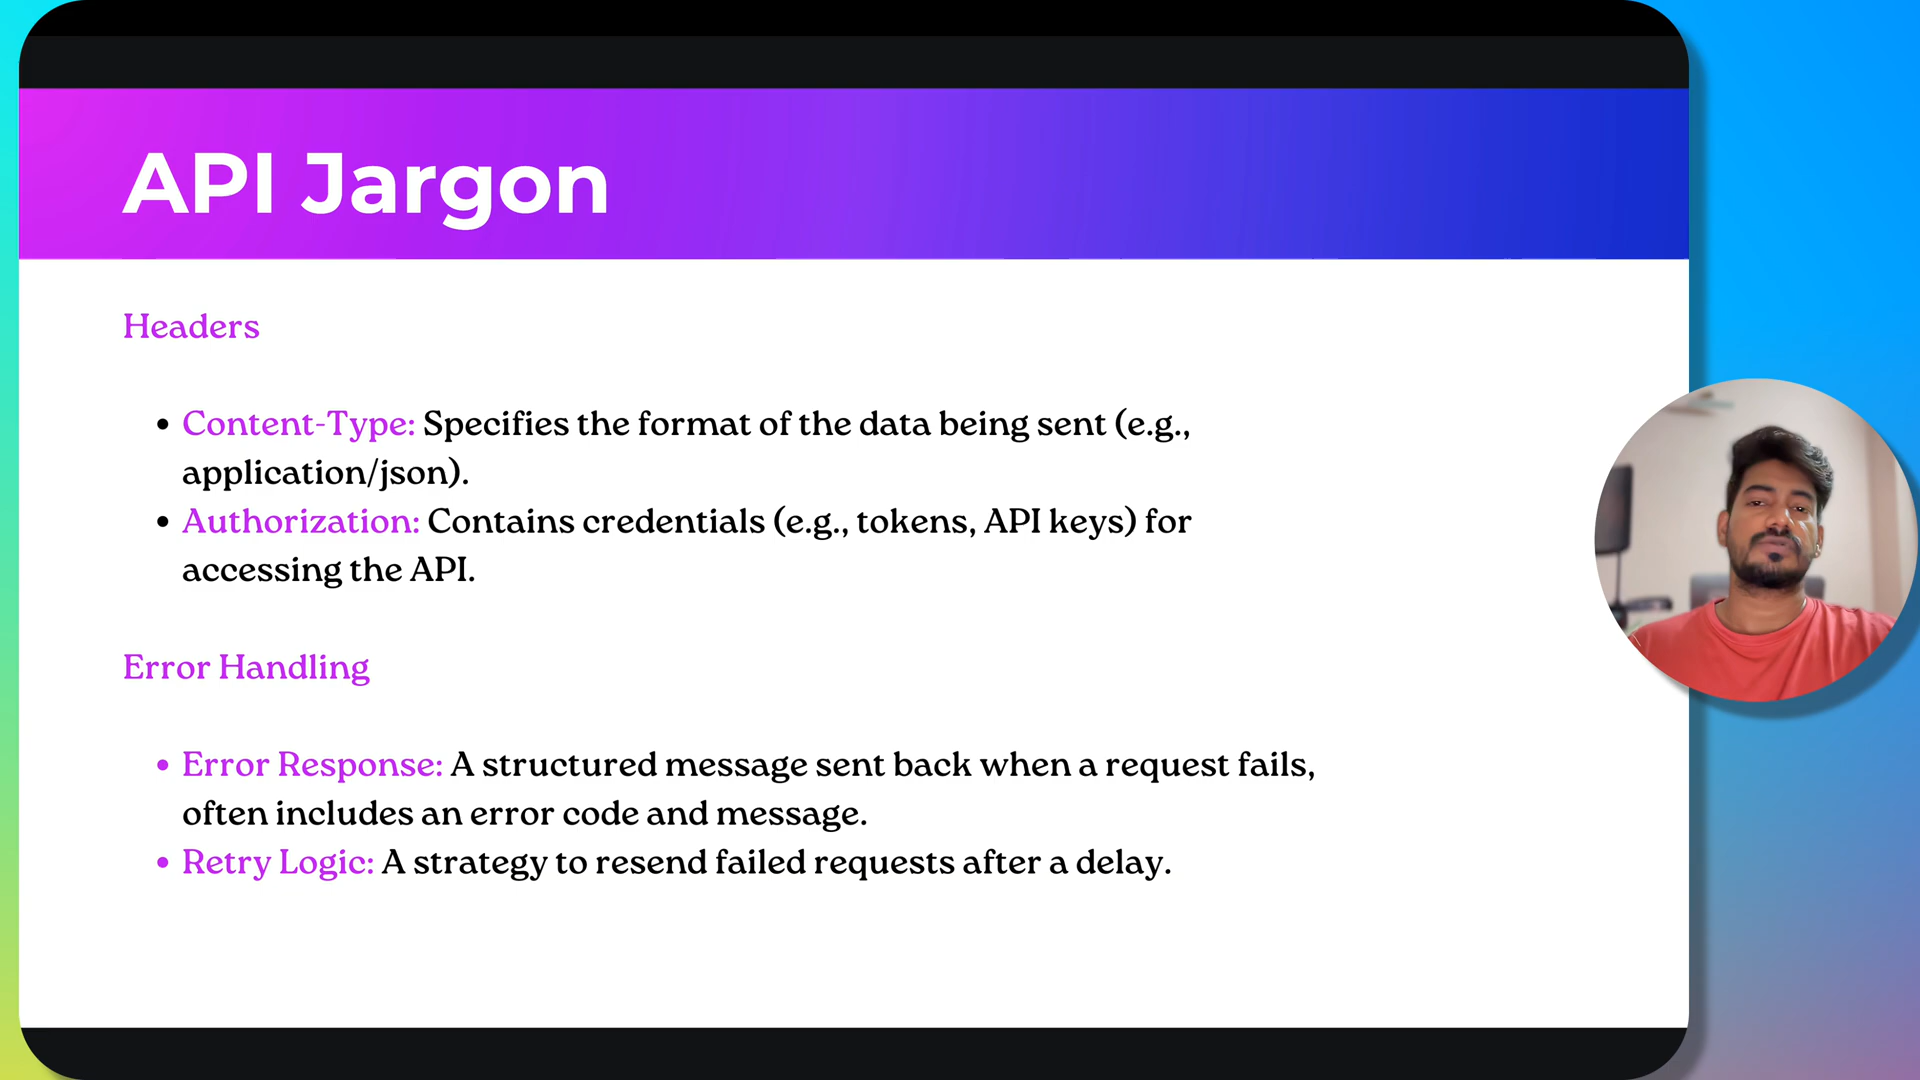 API Jargon
Headers
• Content-Type: Specifies the format of the data being sent (e.g.,
application/json).
• Authorization: Contains credentials (e.g., tokens, API keys) for
accessing the API.
Error Handling
• Error Response: A structured message sent back when a request fails,
often includes an error code and message.
• Retry Logic: A strategy to resend failed requests after a delay.